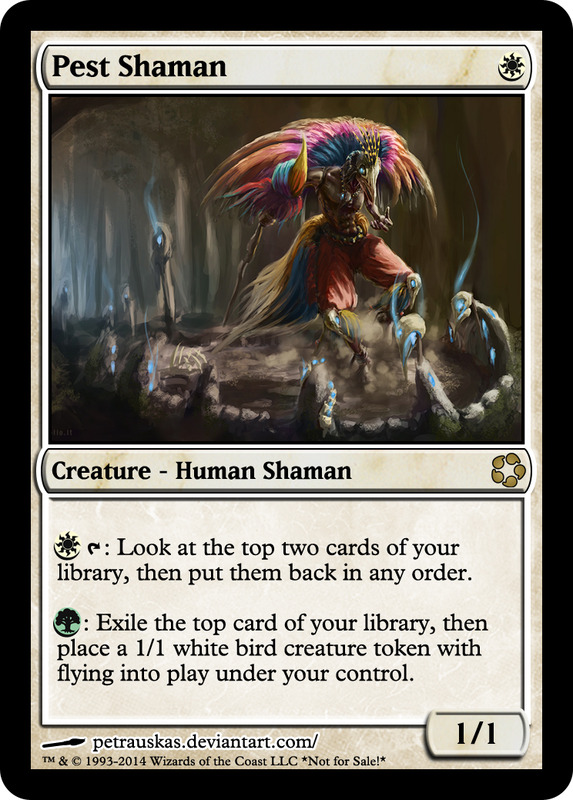 Pest Shaman
Creature - Human Shaman
: Look at the top two cards of your
library, then put them back in any order.
: Exile the top card of your library, then
place a 1/1 white bird creature token with
flying into play under your control.
1/1
petrauskas.deviantart.com/
™ & © 1993-2014 Wizards of the Coast LLC *Not for Sale!*